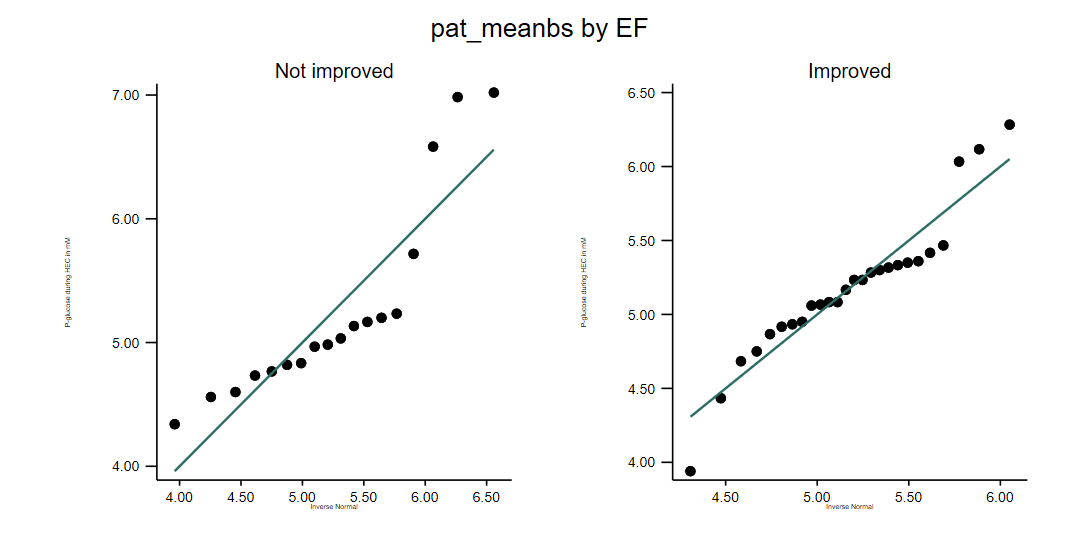 pat_meanbs by EF
Not improved
P-glucose during HEC in mM
7.00
6.00
5.00
4.00
4.00 4.50 5.00 5.50 6.00 6.50
Inverse Normal
Improved
P-glucose during HEC in mM
6.50
6.00
5.50
5.00
4.50
4.00
4.50 5.00 5.50 6.00
Inverse Normal